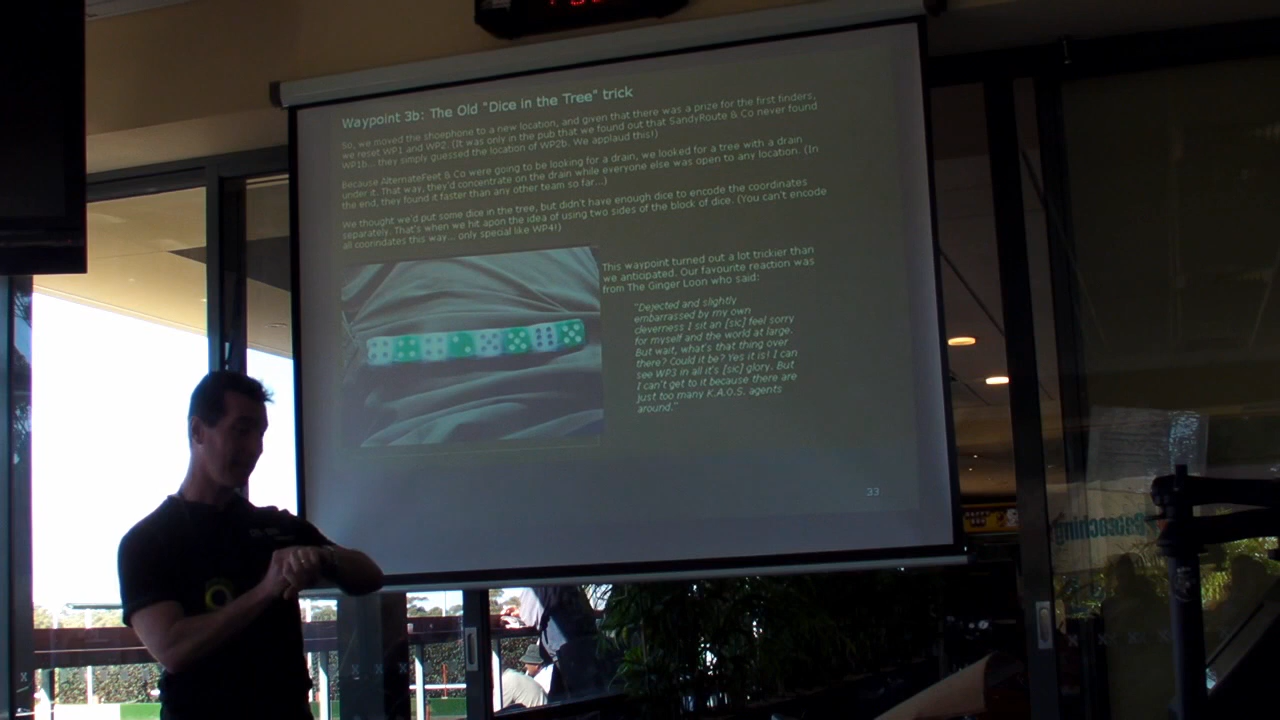 Waypoint 3b: The Old "Dice in the Tree" trick
So, we moved the shoephone to a new location, and given that there was a prize for the first finders,
we reset WP1 and WP2. (It was only in the pub that we found out that SandyRoute & Co never found
WP1b... they simply guessed the location of WP2b. We applaud this!)
Because AlternateFeet & Co were going to be looking for a drain, we looked for a tree with a drain
under it. That way, they'd concentrate on the drain while everyone else was open to any location. (In
the end, they found it faster than any other team so far...)
We thought we'd put some dice in the tree, but didn't have enough dice to encode the coordinates
separately. That's when we hit apon the idea of using two sides of the block of dice. (You can't encode
all coorindates this way... only special like WP4!)
This waypoint turned out a lot trickier than
we anticipated. Our favourite reaction was
from The Ginger Loon who said:
"Dejected and slightly
embarrassed by my own
cleverness I sit an [sic] feel sorry
for myself and the world at large.
But wait, what's that thing over
there? Could it be? Yes it is! I can
see WP3 in all it's [sic] glory. But
I can't get to it because there are
just too many K.A.O.S. agents
around."
33
Geocaching